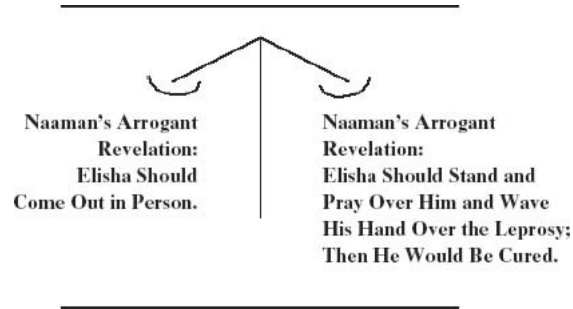 Naaman's Arrogant
Revelation:
Elisha Should
Come Out in Person.
Naaman's Arrogant
Revelation:
Elisha Should Stand and
Pray Over Him and Wave
His Hand Over the Leprosy;
Then He Would Be Cured.